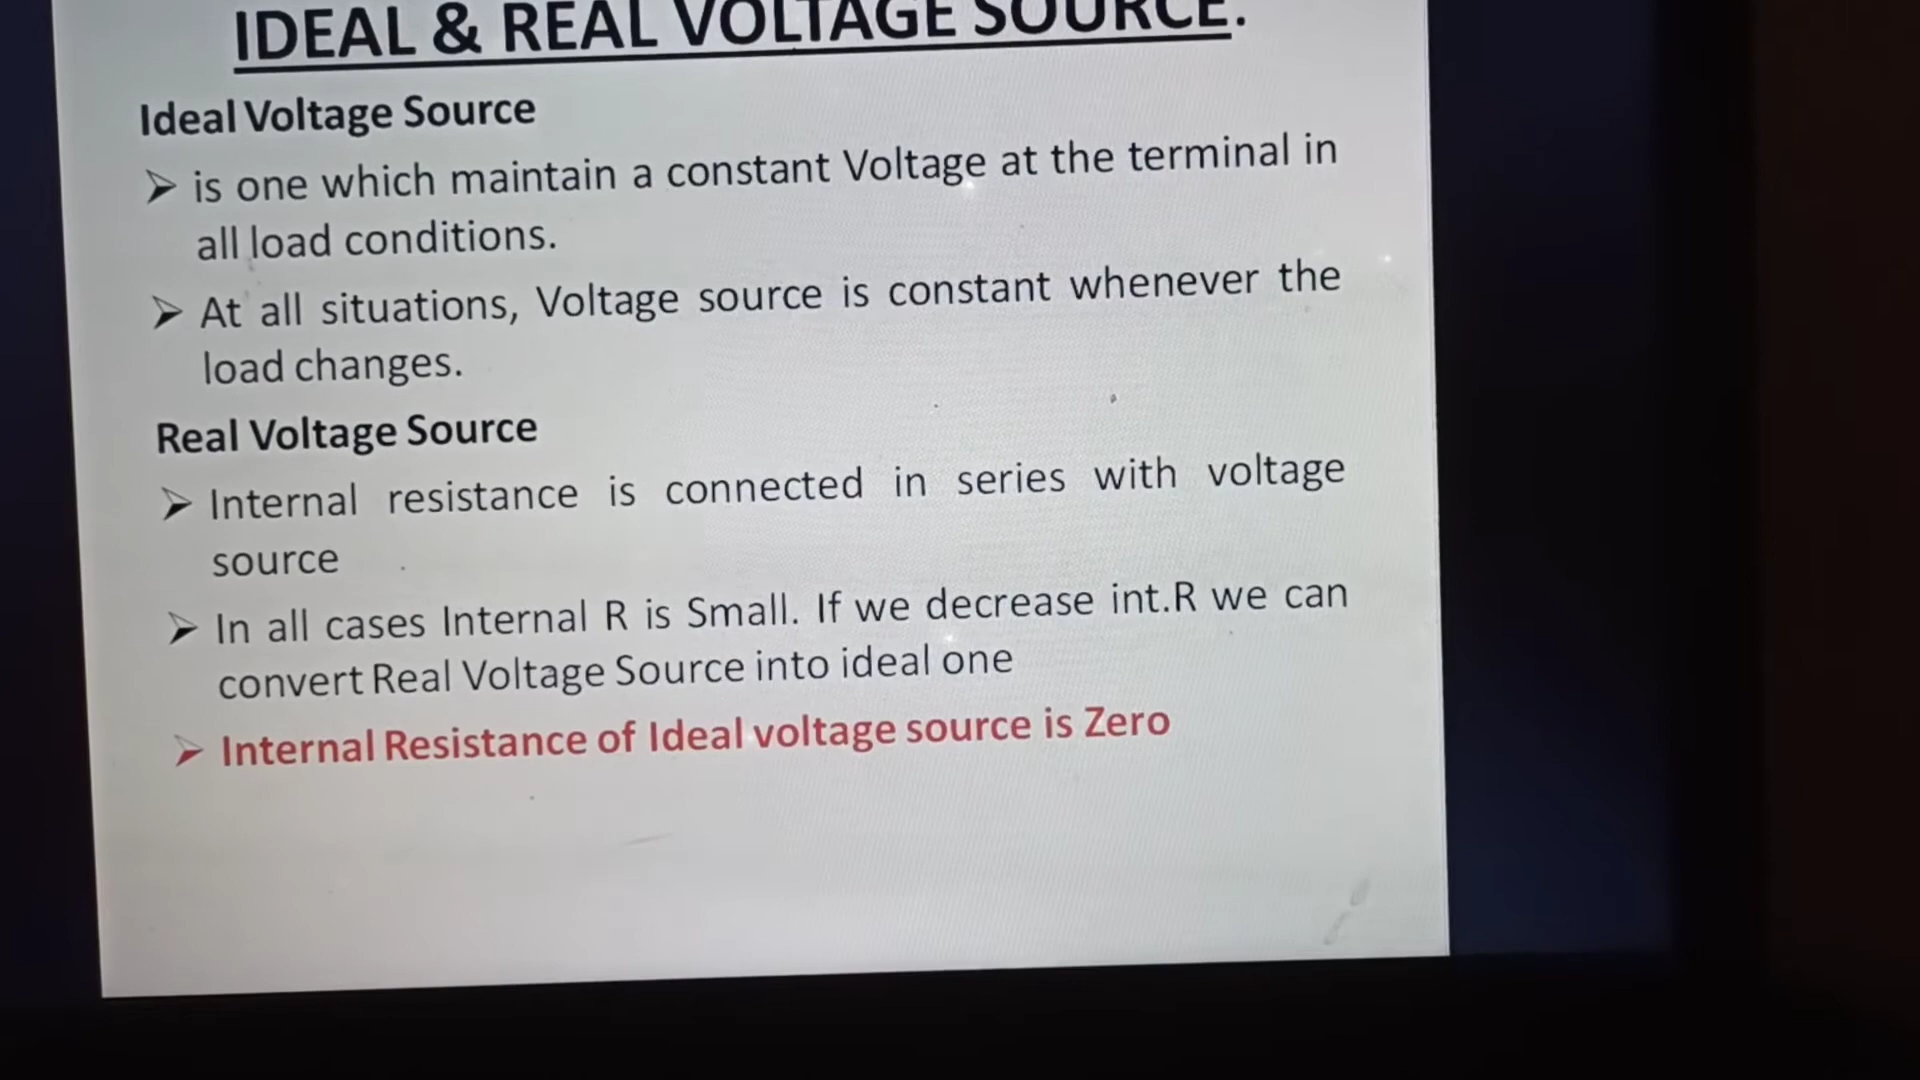 IDEAL & REAL VOLTAGE SOURCE.
Ideal Voltage Source
➢ is one which maintain a constant Voltage at the terminal in
all load conditions.
➢ At all situations, Voltage source is constant whenever the
load changes.
Real Voltage Source
➢ Internal resistance is connected in series with voltage
source
➢ In all cases Internal R is Small. If we decrease int.R we can
convert Real Voltage Source into ideal one
➢ Internal Resistance of Ideal voltage source is Zero